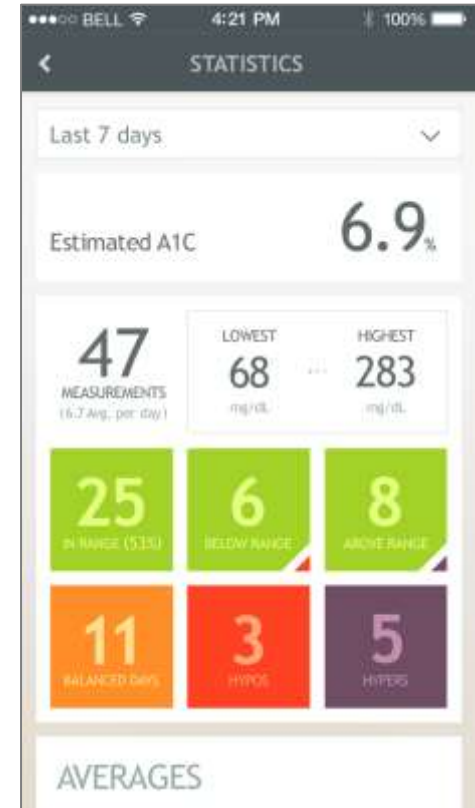 BELL 4:21 PM 100%
STATISTICS
Last 7 days
Estimated A1C 6.9%
47
MEASUREMENTS
(6.7 Avg. per day)
LOWEST HIGHEST
68 ... 283
mg/dL mg/dL
25 6 8
IN RANGE (53%) BELOW RANGE ABOVE RANGE
11 3 5
BALANCED DAYS HYPOS HYPERS
AVERAGES